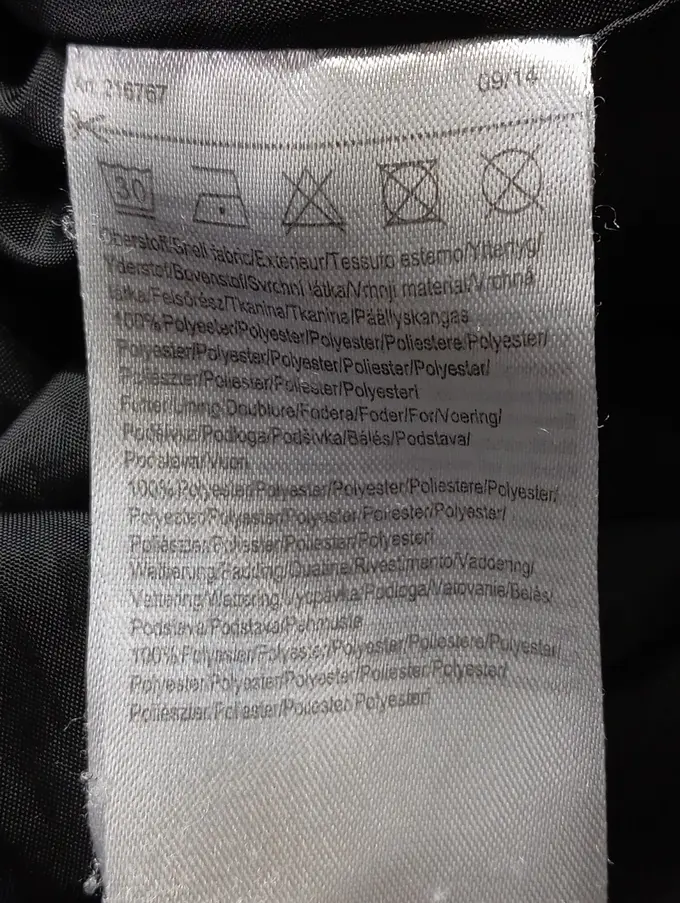 Art. 216767 09/14
30
Oberstoff/Shell fabric/Exterieur/Tessuto esterno/Yttertyg/
Yderstof/Bovenstof/Svrchní látka/Vrhnji material/Vrchná
látka/Felsőrész/Tkanina/Tkanina/Päällyskangas
100% Polyester/Polyester/Polyester/Poliestere/Polyester/
Polyester/Polyester/Polyester/Poliester/Polyester/
Poliészter/Poliester/Poliester/Polyesteri
Futter/Lining/Doublure/Fodera/Foder/For/Voering/
Podšívka/Podloga/Podšívka/Bélés/Podstava/
Podstava/Vuori
100% Polyester/Polyester/Polyester/Poliestere/Polyester/
Polyester/Polyester/Polyester/Poliester/Polyester/
Poliészter/Poliester/Poliester/Polyesteri
Wattierung/Padding/Ouatine/Rivestimento/Vaddering/
Vattering/Wattering/Vycpávka/Podloga/Vatovanie/Bélés/
Podstava/Podstava/Pehmuste
100% Polyester/Polyester/Polyester/Poliestere/Polyester/
Polyester/Polyester/Polyester/Poliester/Polyester/
Poliészter/Poliester/Poliester/Polyesteri